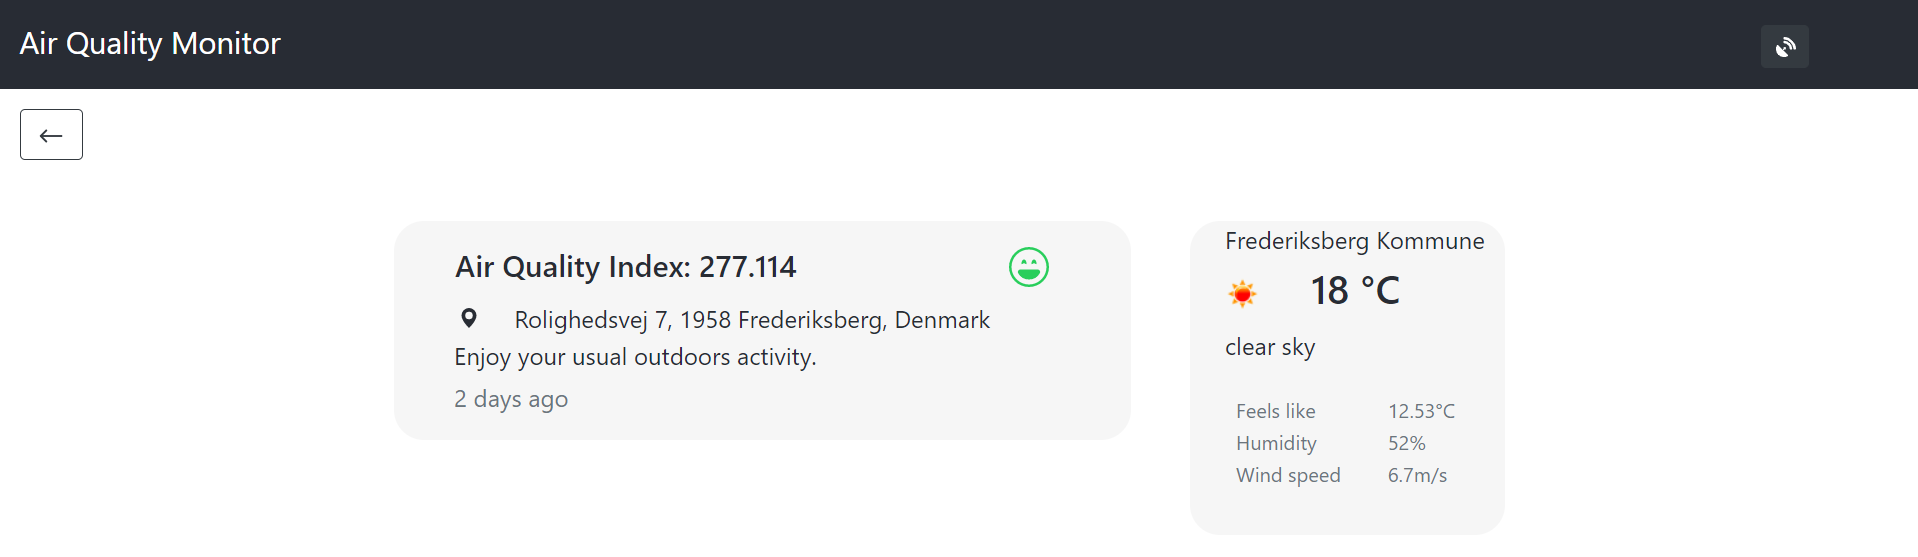 Air Quality Monitor
Air Quality Index: 277.114
Rolighedsvej 7, 1958 Frederiksberg, Denmark
Enjoy your usual outdoors activity.
2 days ago
Frederiksberg Kommune
18 °C
clear sky
Feels like 12.53°C
Humidity 52%
Wind speed 6.7m/s